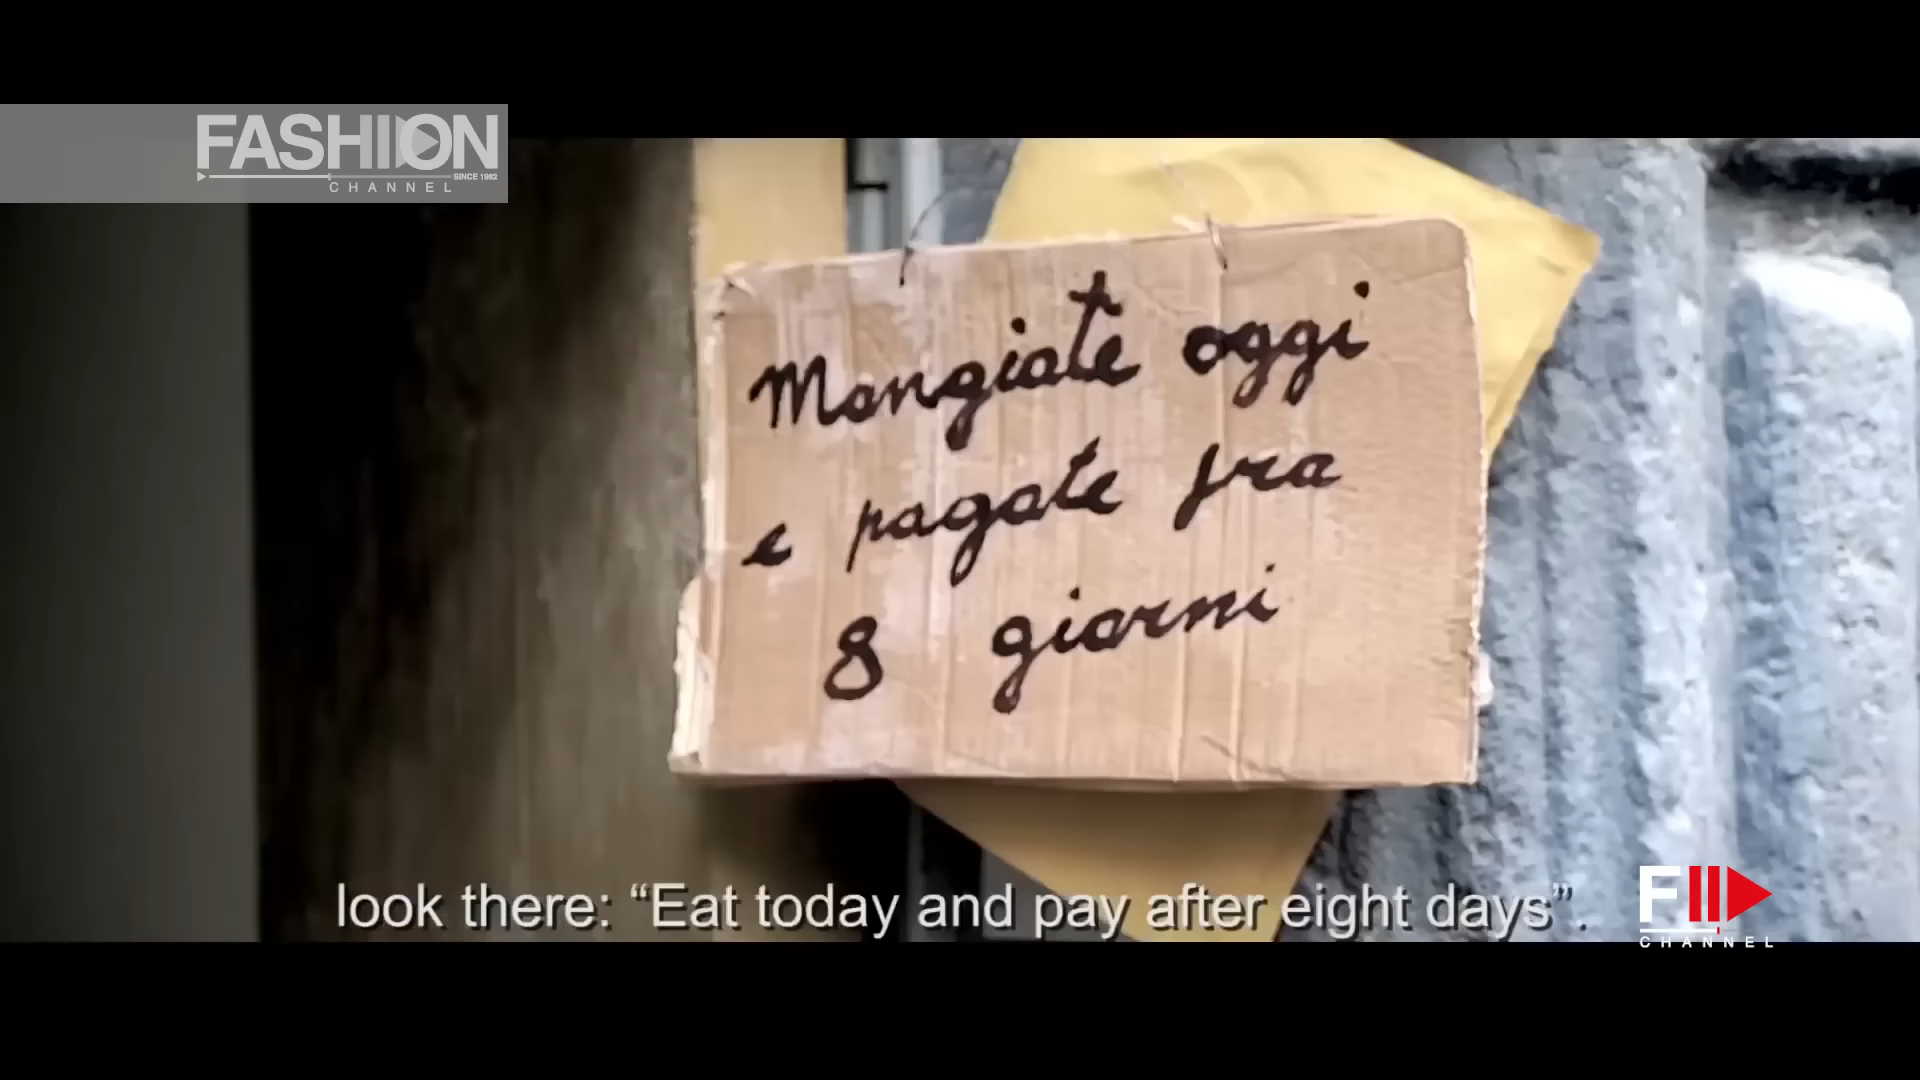 FASHION
SINCE 1982
CHANNEL
Mangiate oggi
e pagate fra
8 giorni
look there: “Eat today and pay after eight days”.
F
CHANNEL